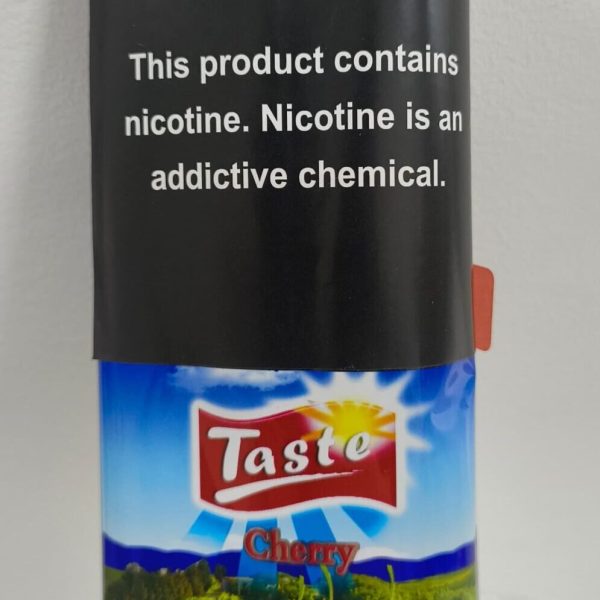 This product contains
nicotine. Nicotine is an
addictive chemical.
Taste
Cherry